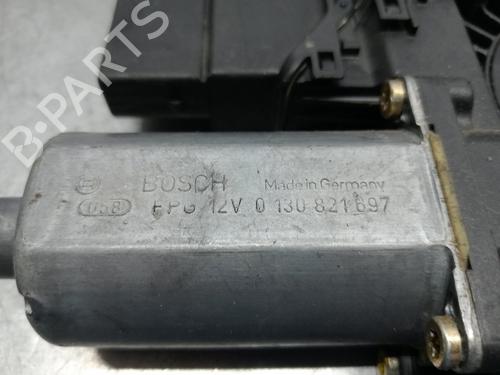 BOSCH Made in Germany
FPG 12V 0 130 821 697
B-PARTS